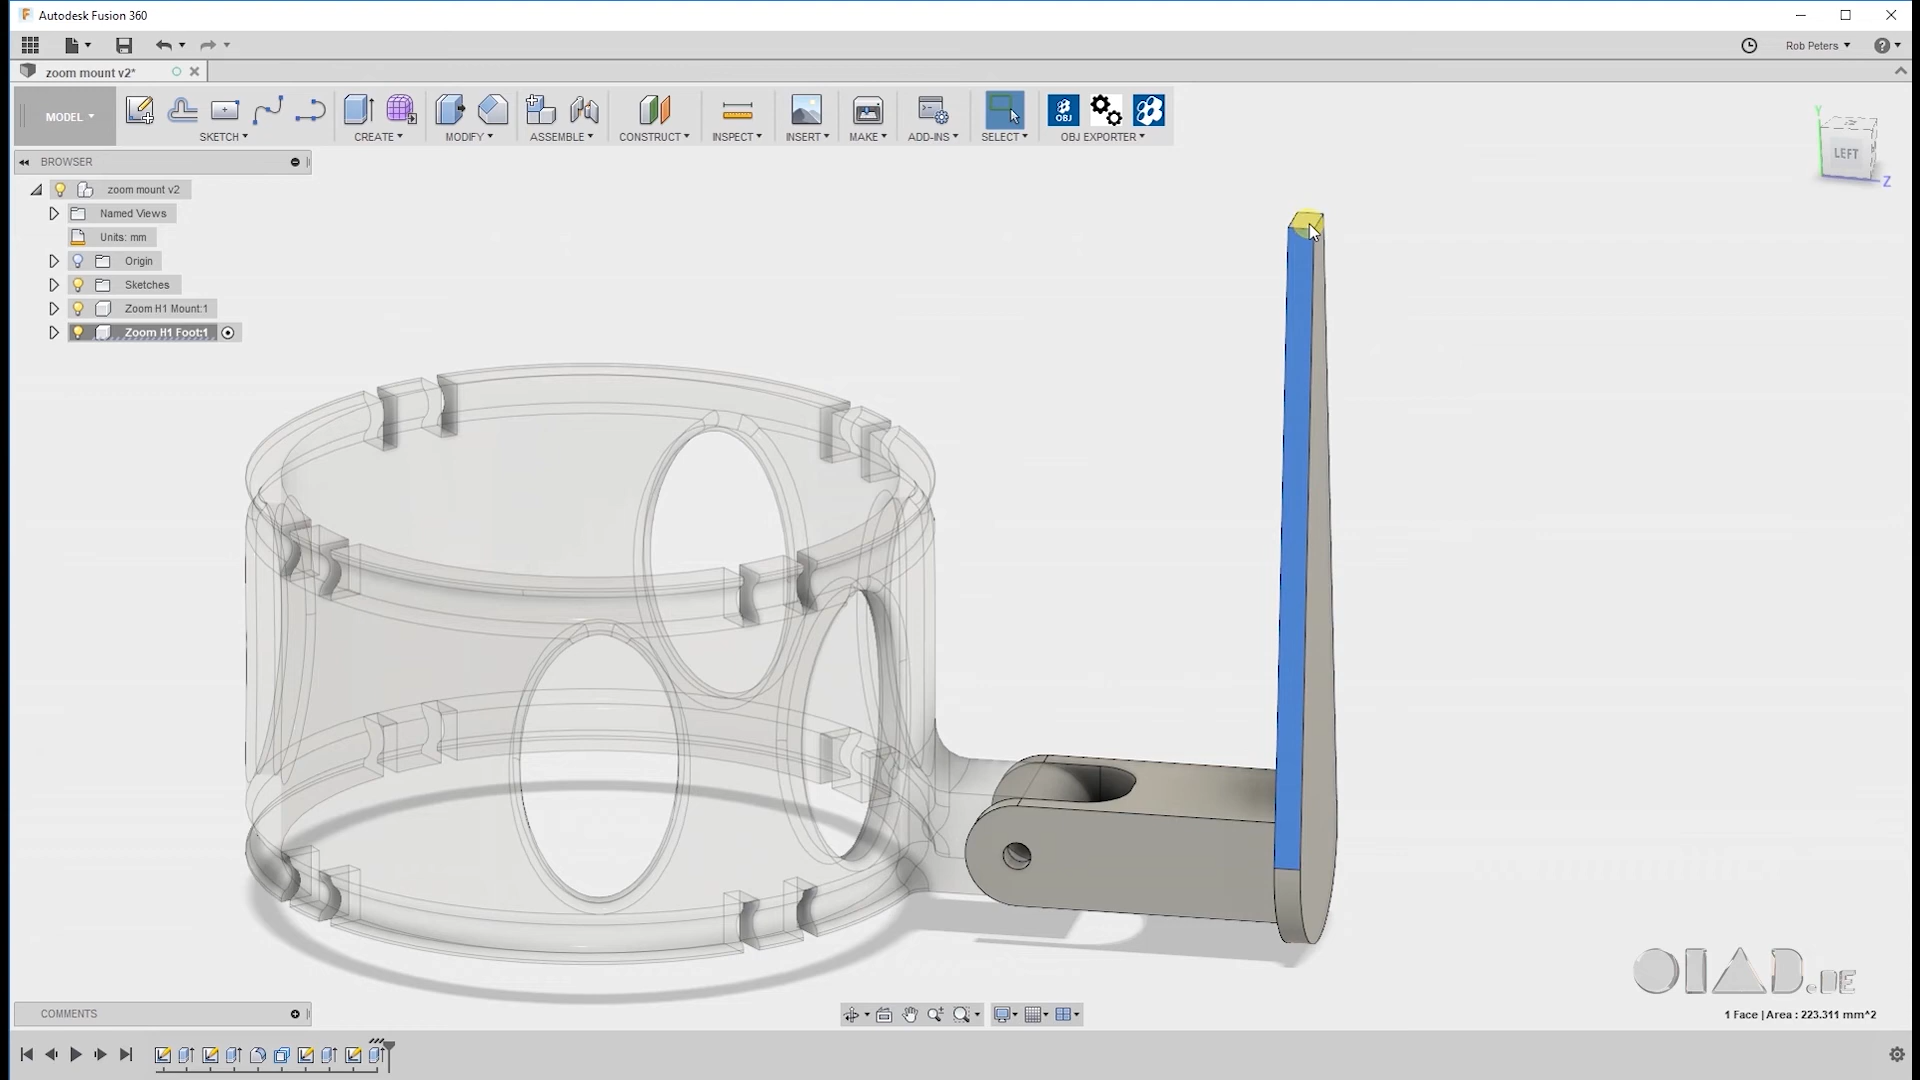 Autodesk Fusion 360
Rob Peters
zoom mount v2*
MODEL
SKETCH
CREATE
MODIFY
ASSEMBLE
CONSTRUCT
INSPECT
INSERT
MAKE
ADD-INS
SELECT
OBJ
OBJ EXPORTER
Y
LEFT
Z
BROWSER
zoom mount v2
Named Views
Units: mm
Origin
Sketches
Zoom H1 Mount:1
Zoom H1 Foot:1
OIAD.DE
COMMENTS
1 Face | Area : 223.311 mm^2